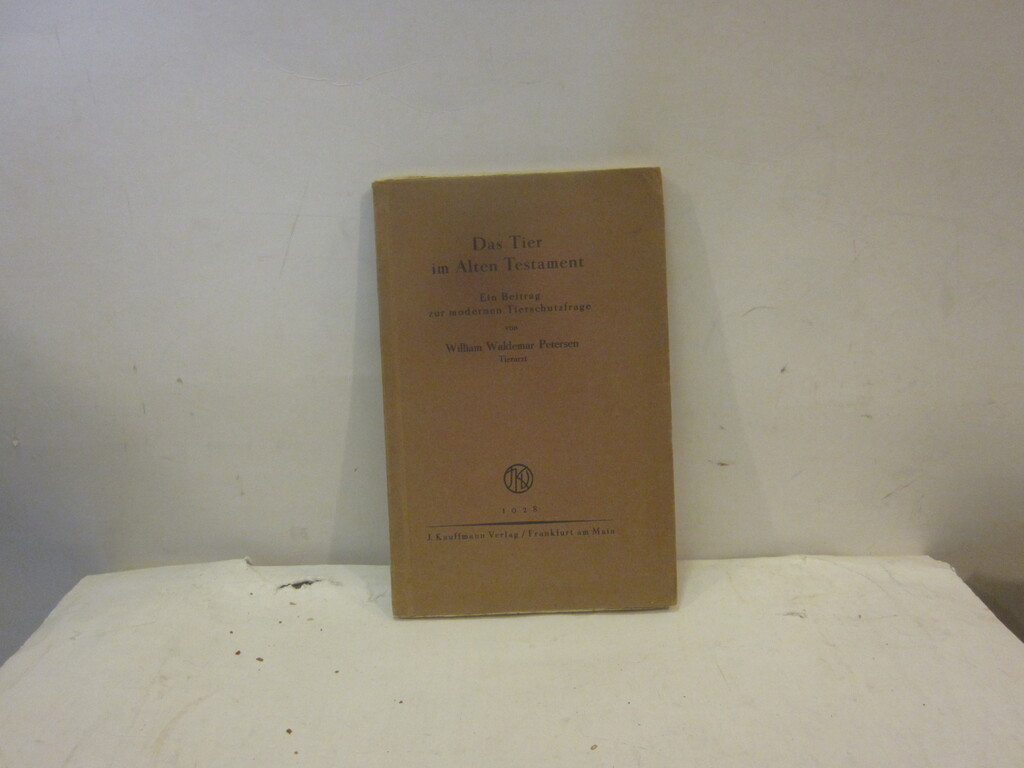 Das Tier
im Alten Testament
Ein Beitrag
zur modernen Tierschutzfrage
von
William Waldemar Petersen
1928
J. Kauffmann Verlag / Frankfurt am Main